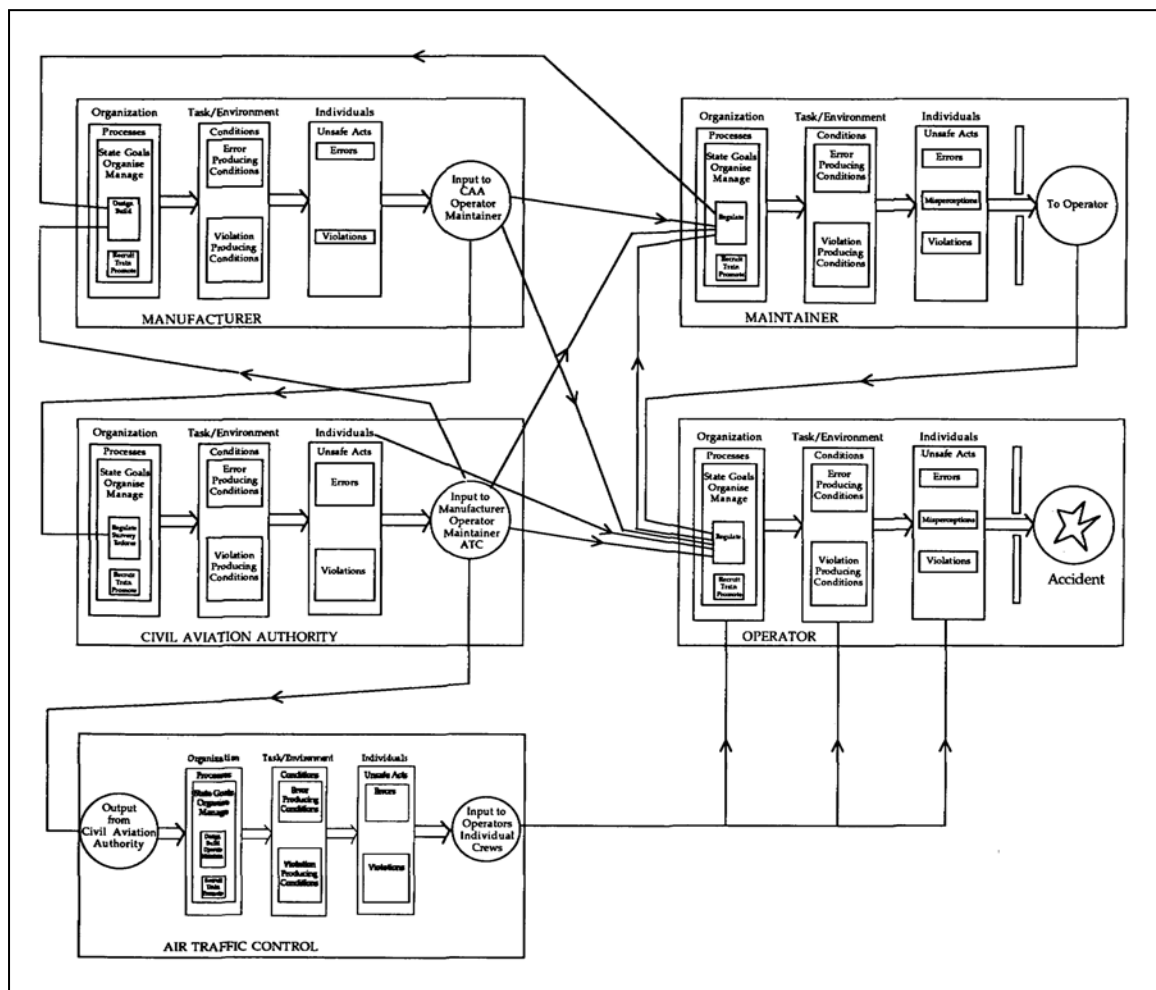 Organization
Task/Environment
Individuals
Processes
State Goals
Organise
Manage
Design
Build
Recruit
Train
Promote
Conditions
Error
Producing
Conditions
Violation
Producing
Conditions
Unsafe Acts
Errors
Violations
Input to
CAA
Operator
Maintainer
MANUFACTURER
Organization
Task/Environment
Individuals
Processes
State Goals
Organise
Manage
Regulate
Recruit
Train
Promote
Conditions
Error
Producing
Conditions
Violation
Producing
Conditions
Unsafe Acts
Errors
Misperceptions
Violations
To Operator
MAINTAINER
Organization
Task/Environment
Individuals
Processes
State Goals
Organise
Manage
Regulate
Recruit
Train
Promote
Conditions
Error
Producing
Conditions
Violation
Producing
Conditions
Unsafe Acts
Errors
Violations
Input to
Manufacturer
Operator
Maintainer
ATC
CIVIL AVIATION AUTHORITY
Organization
Task/Environment
Individuals
Processes
State Goals
Organise
Manage
Regulate
Recruit
Train
Promote
Conditions
Error
Producing
Conditions
Violation
Producing
Conditions
Unsafe Acts
Errors
Misperceptions
Violations
Accident
OPERATOR
Organization
Task/Environment
Individuals
Output
from
Civil Aviation
Authority
Processes
State Goals
Organise
Manage
Design
Build
Recruit
Train
Promote
Conditions
Error
Producing
Conditions
Violation
Producing
Conditions
Unsafe Acts
Errors
Violations
Input to
Operators
Individual
Crews
AIR TRAFFIC CONTROL